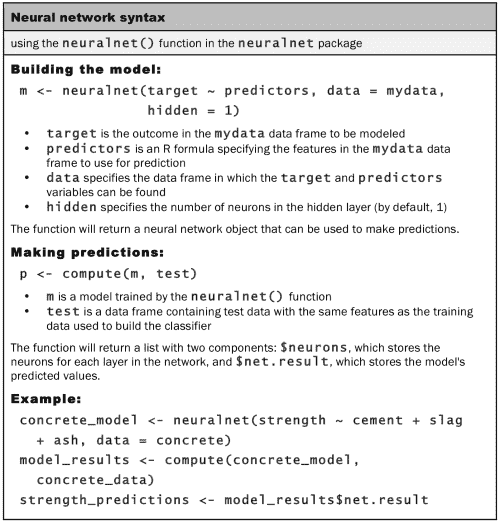 Neural network syntax
using the neuralnet() function in the neuralnet package
Building the model:
m <- neuralnet(target ~ predictors, data = mydata,
hidden = 1)
• target is the outcome in the mydata data frame to be modeled
• predictors is an R formula specifying the features in the mydata data
frame to use for prediction
• data specifies the data frame in which the target and predictors
variables can be found
• hidden specifies the number of neurons in the hidden layer (by default, 1)
The function will return a neural network object that can be used to make predictions.
Making predictions:
p <- compute(m, test)
• m is a model trained by the neuralnet() function
• test is a data frame containing test data with the same features as the training
data used to build the classifier
The function will return a list with two components: $neurons, which stores the
neurons for each layer in the network, and $net.result, which stores the model's
predicted values.
Example:
concrete_model <- neuralnet(strength ~ cement + slag
+ ash, data = concrete)
model_results <- compute(concrete_model,
concrete_data)
strength_predictions <- model_results$net.result